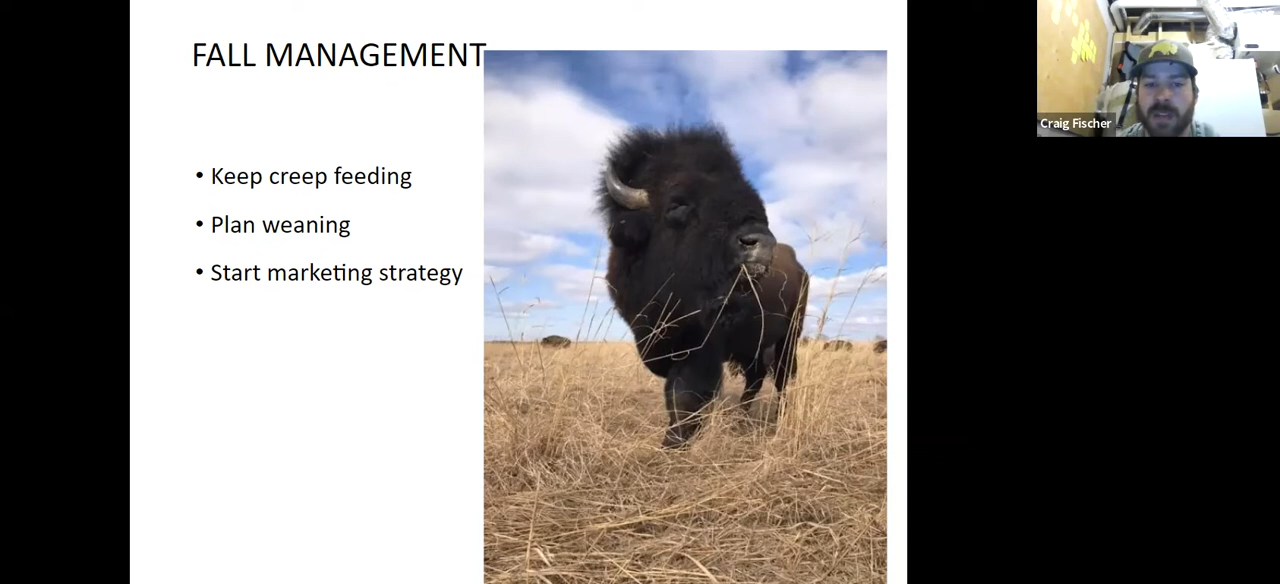 FALL MANAGEMENT
• Keep creep feeding
• Plan weaning
• Start marketing strategy
Craig Fischer